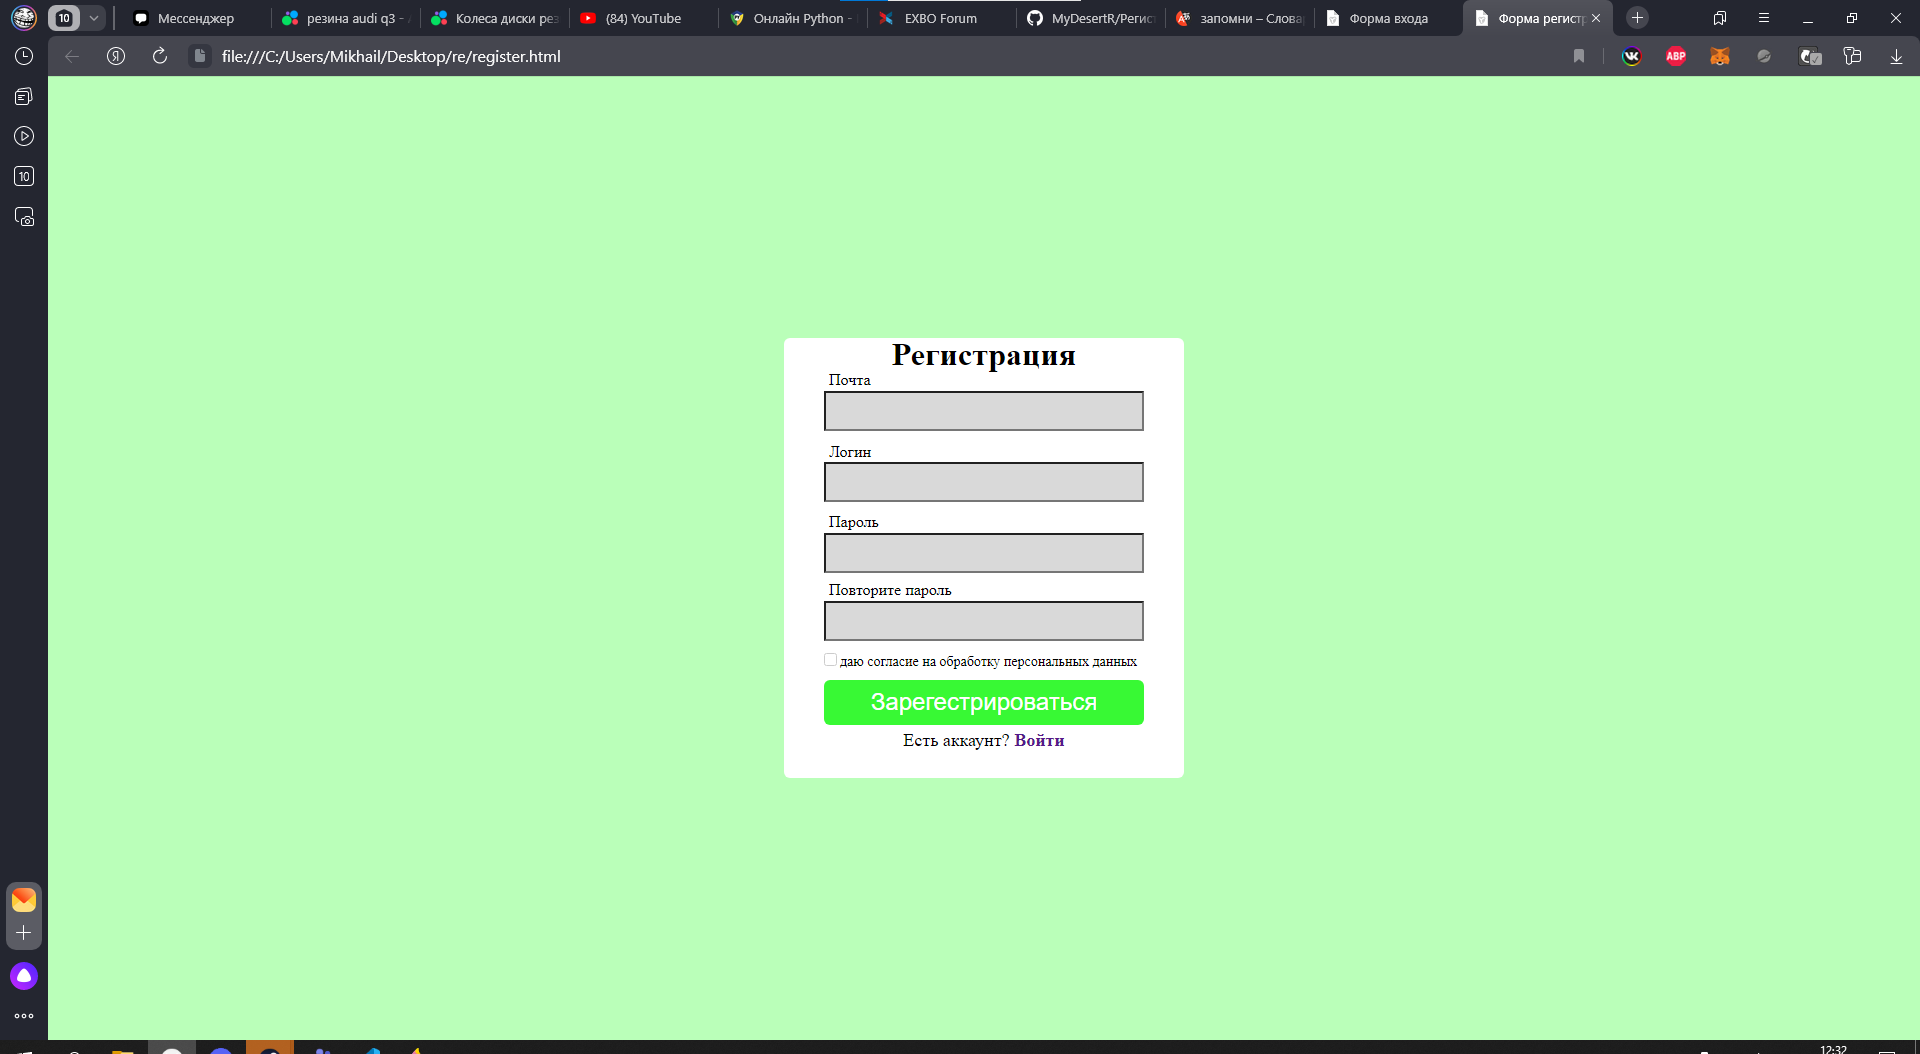 10
Мессенджер
резина audi q3 -
Колеса диски рез
(84) YouTube
Онлайн Python -
EXBO Forum
MyDesertR/Регист
запомни – Слова
Форма входа
Форма регистр
file:///C:/Users/Mikhail/Desktop/re/register.html
ABP
10
Регистрация
Почта
Логин
Пароль
Повторите пароль
даю согласие на обработку персональных данных
Зарегестрироваться
Есть аккаунт? Войти
12:32